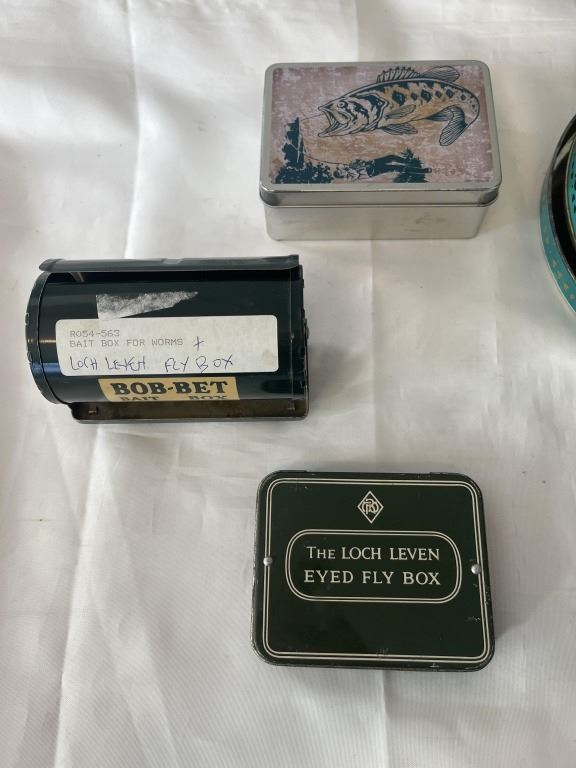 R054-563
BAIT BOX FOR WORMS +
LOCH LEVEN FLY BOX
BOB-BET
BAIT BOX
THE LOCH LEVEN
EYED FLY BOX